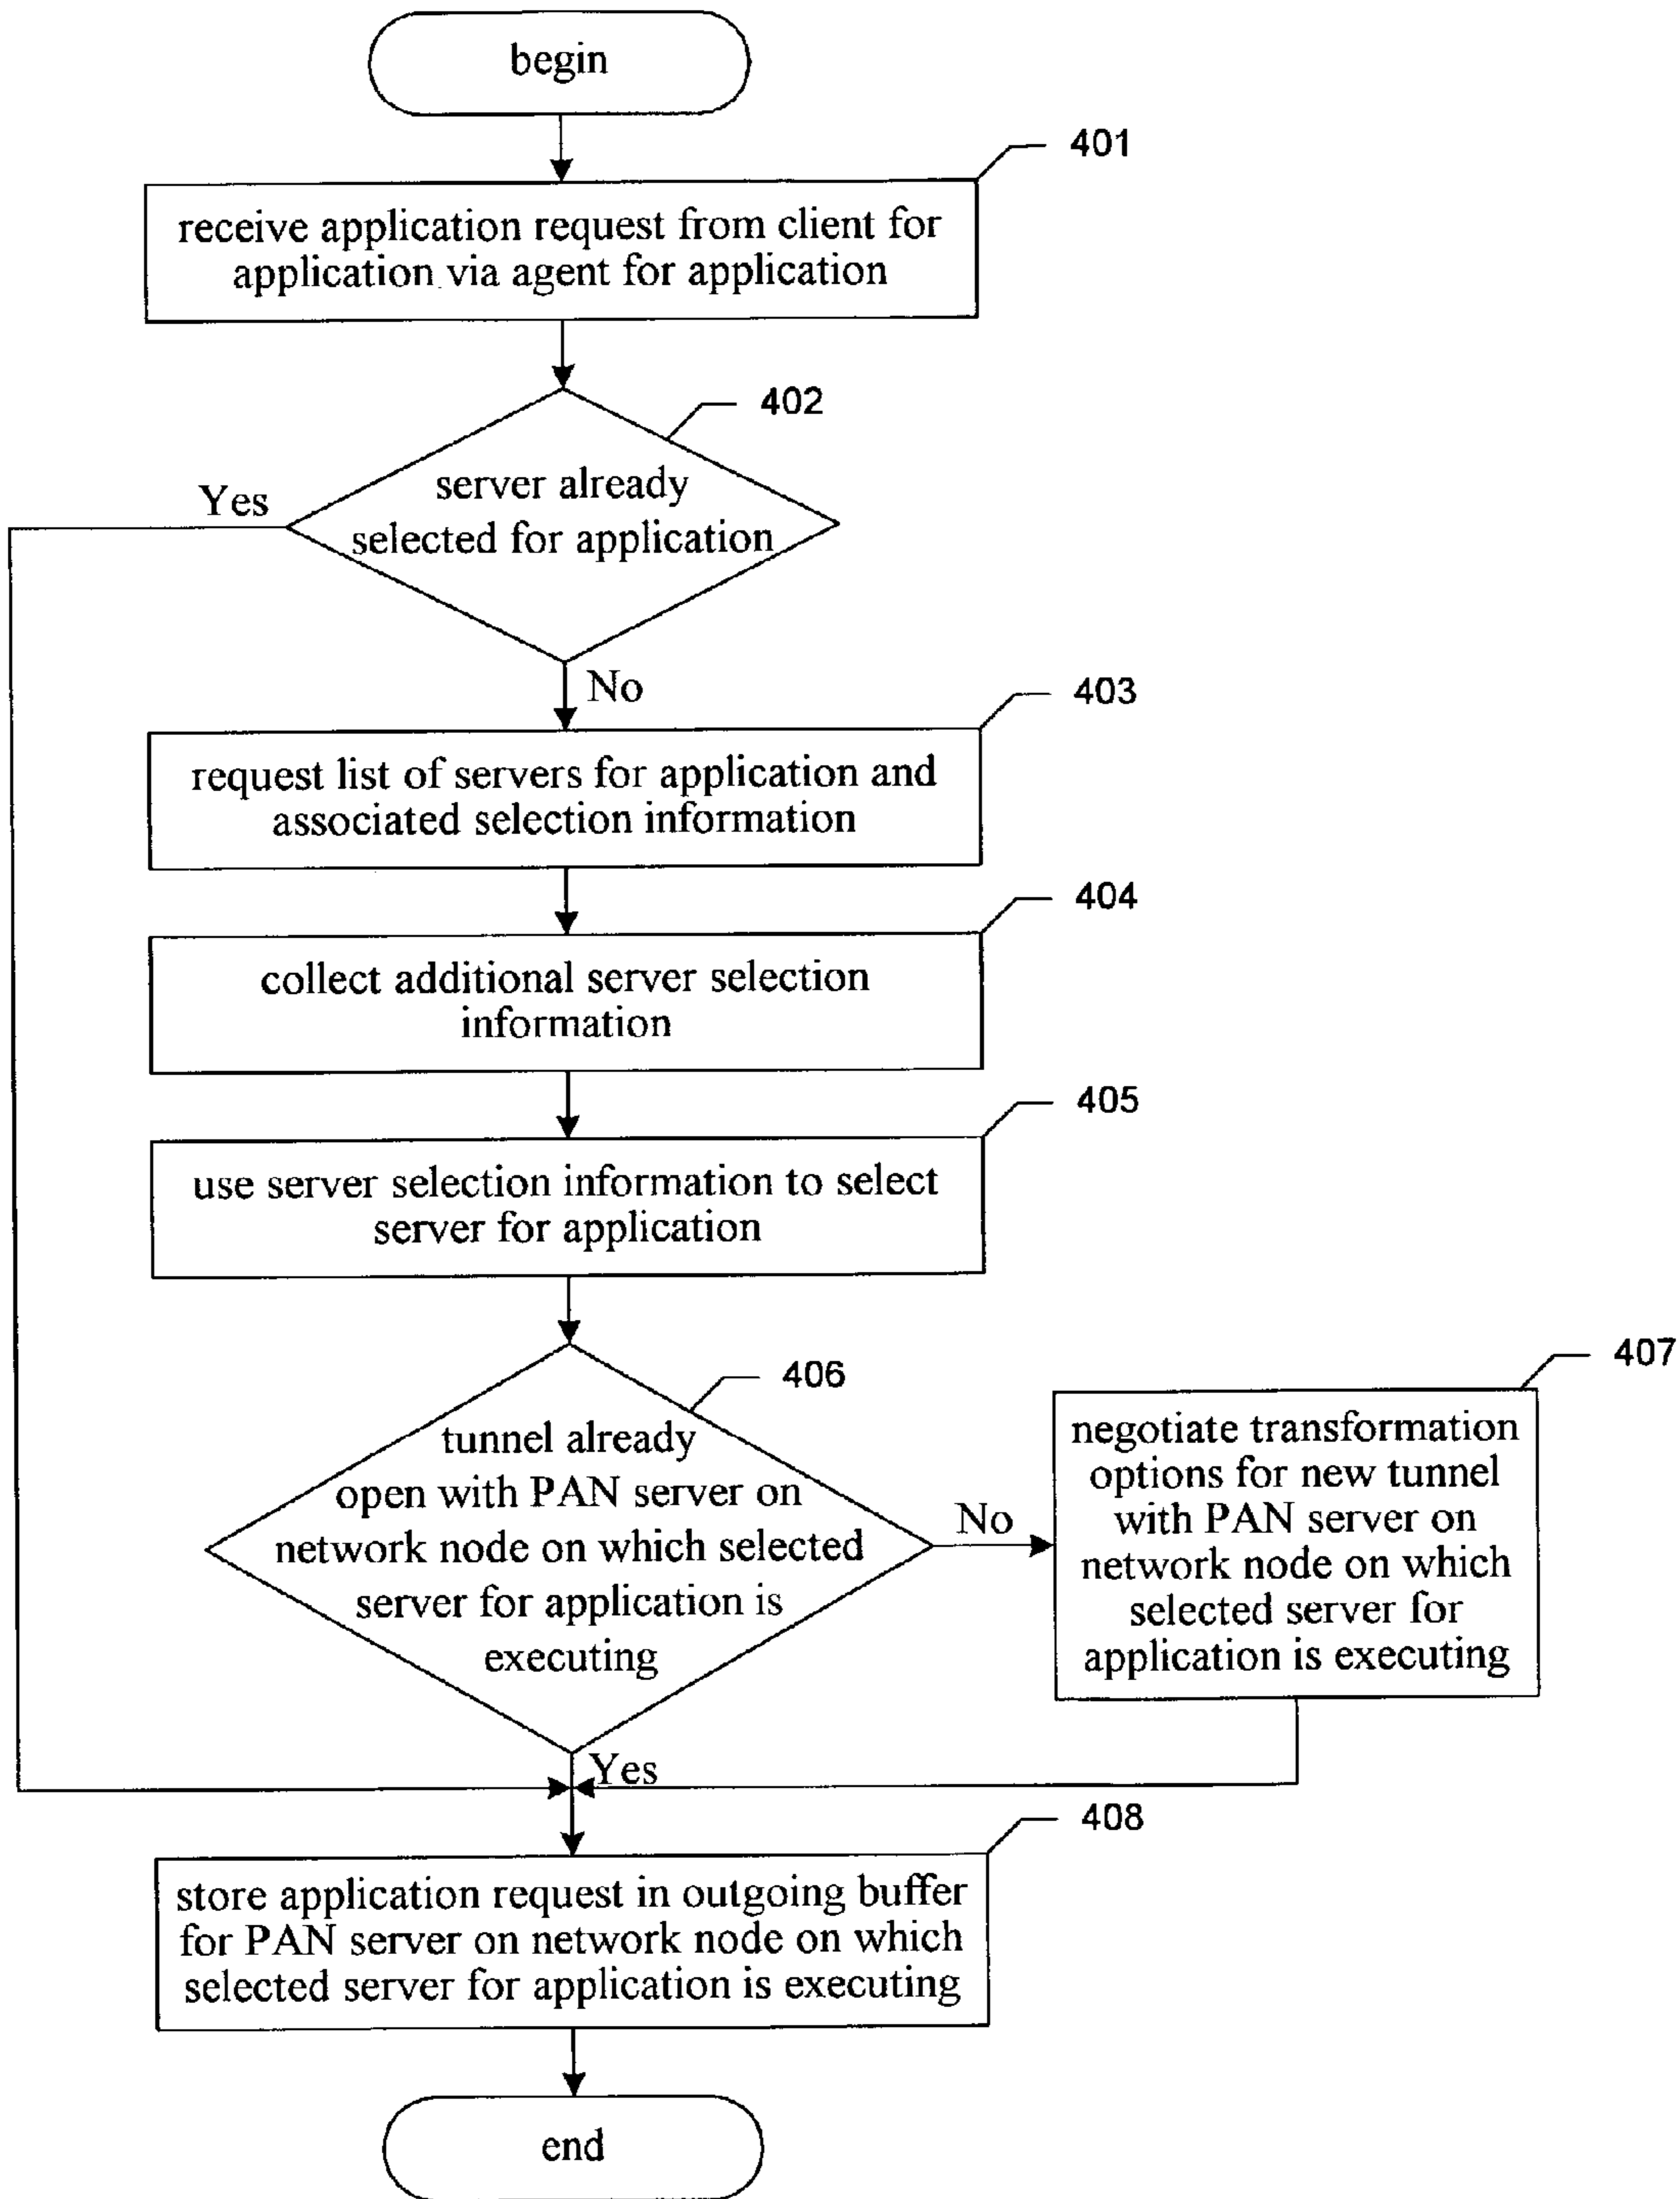 begin
401
receive application request from client for
application via agent for application
402
server already
selected for application
Yes
No
403
request list of servers for application and
associated selection information
404
collect additional server selection
information
405
use server selection information to select
server for application
406
tunnel already
open with PAN server on
network node on which selected
server for application is
executing
No
407
negotiate transformation
options for new tunnel
with PAN server on
network node on which
selected server for
application is executing
Yes
408
store application request in outgoing buffer
for PAN server on network node on which
selected server for application is executing
end